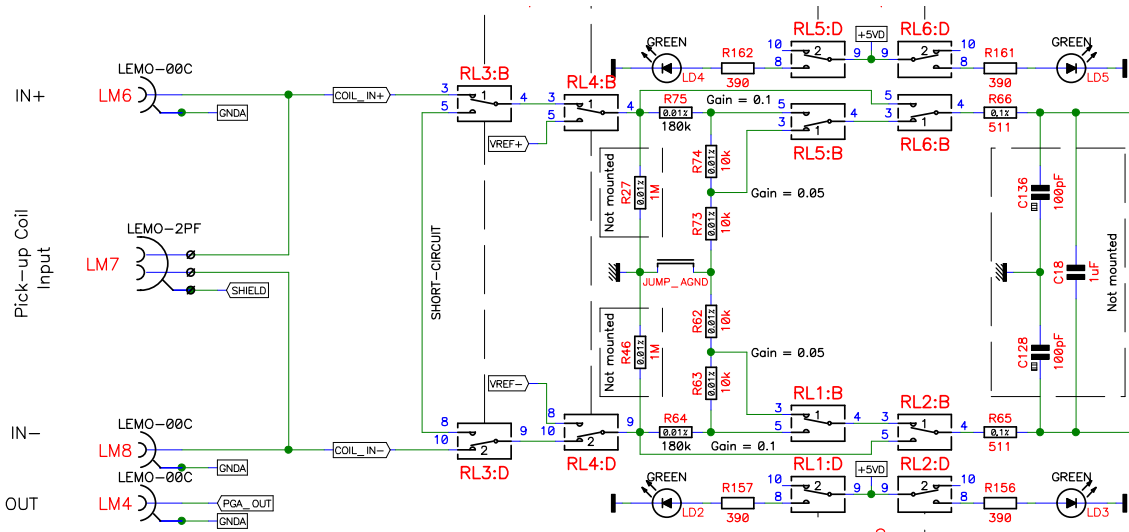 GREEN
R162
390
LD4
RL5:D
10
8
2
9
+5VD
9
RL6:D
2
10
8
R161
390
GREEN
LD5
LEMO-00C
IN+
LM6
GNDA
COIL_IN+
RL3:B
3
5
1
4
RL4:B
3
5
1
4
VREF+
R75
0.01%
180k
Gain = 0.1
RL5:B
5
3
1
4
RL6:B
5
3
1
4
R66
0,1%
511
Not mounted
R27
0.01%
1M
R74
0.01%
10k
Gain = 0.05
R73
0.01%
10k
C136
100pF
Pick-up Coil
Input
LEMO-2PF
LM7
SHIELD
SHORT-CIRCUIT
JUMP_AGND
C18
1uF
Not mounted
Not mounted
R46
0.01%
1M
R62
0.01%
10k
Gain = 0.05
R63
0.01%
10k
C128
100pF
VREF-
LEMO-00C
IN-
LM8
GNDA
COIL_IN-
8
10
2
9
RL3:D
8
10
2
9
RL4:D
R64
0.01%
180k
Gain = 0.1
RL1:B
3
5
1
4
RL2:B
3
5
1
4
R65
0,1%
511
LEMO-00C
OUT
LM4
PGA_OUT
GNDA
GREEN
LD2
R157
390
RL1:D
10
8
2
9
+5VD
9
RL2:D
2
10
8
R156
390
GREEN
LD3